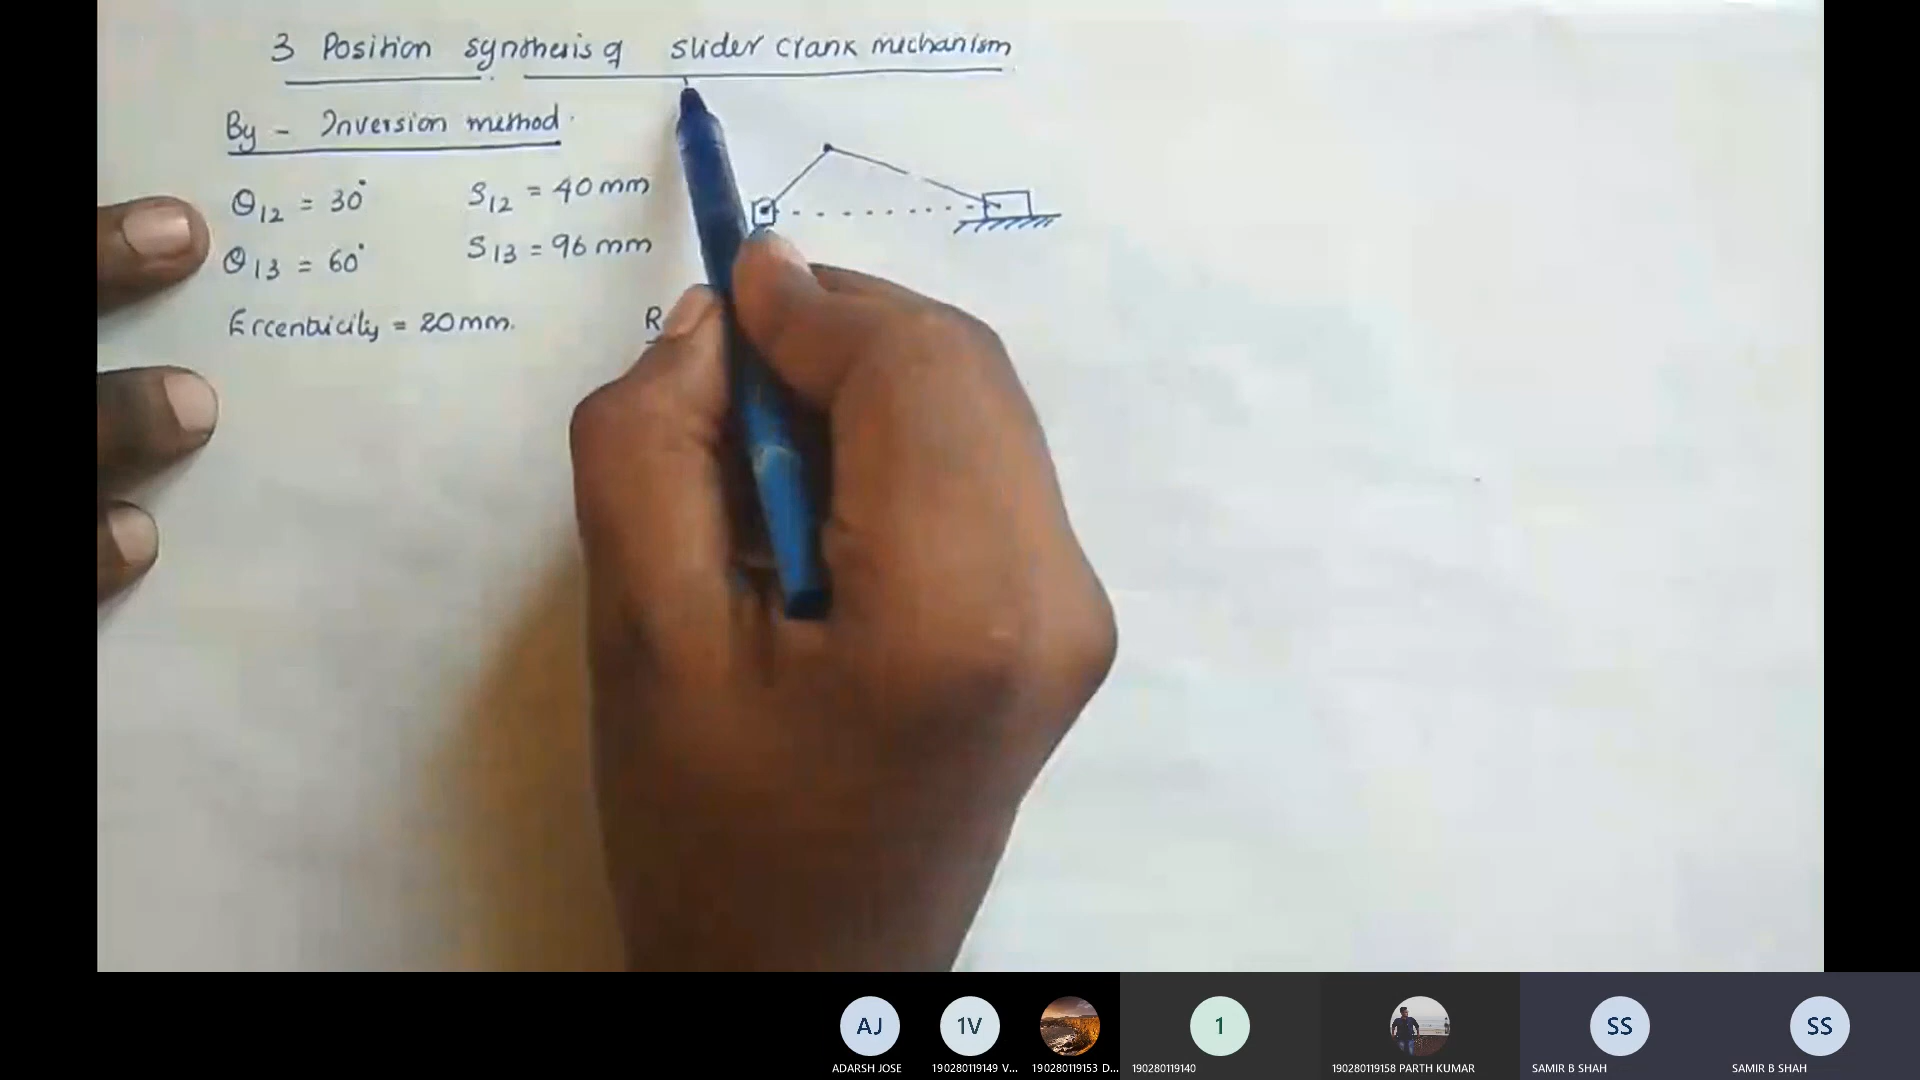 3 Position synthesis of slider crank mechanism
By - Inversion method
θ12 = 30° S12 = 40 mm
θ13 = 60° S13 = 96 mm
Eccentricity = 20 mm. R
AJ 1V 1 SS SS
ADARSH JOSE 190280119149 V... 190280119153 D... 190280119140 190280119158 PARTH KUMAR SAMIR B SHAH SAMIR B SHAH